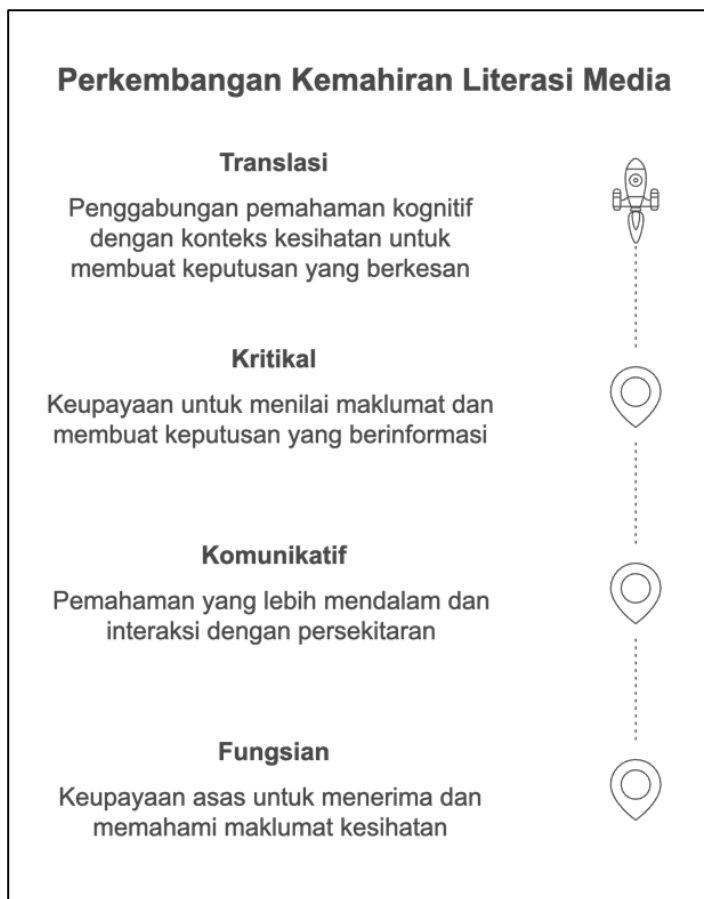 Perkembangan Kemahiran Literasi Media
Translasi
Penggabungan pemahaman kognitif
dengan konteks kesihatan untuk
membuat keputusan yang berkesan
Kritikal
Keupayaan untuk menilai maklumat dan
membuat keputusan yang berinformasi
Komunikatif
Pemahaman yang lebih mendalam dan
interaksi dengan persekitaran
Fungsian
Keupayaan asas untuk menerima dan
memahami maklumat kesihatan